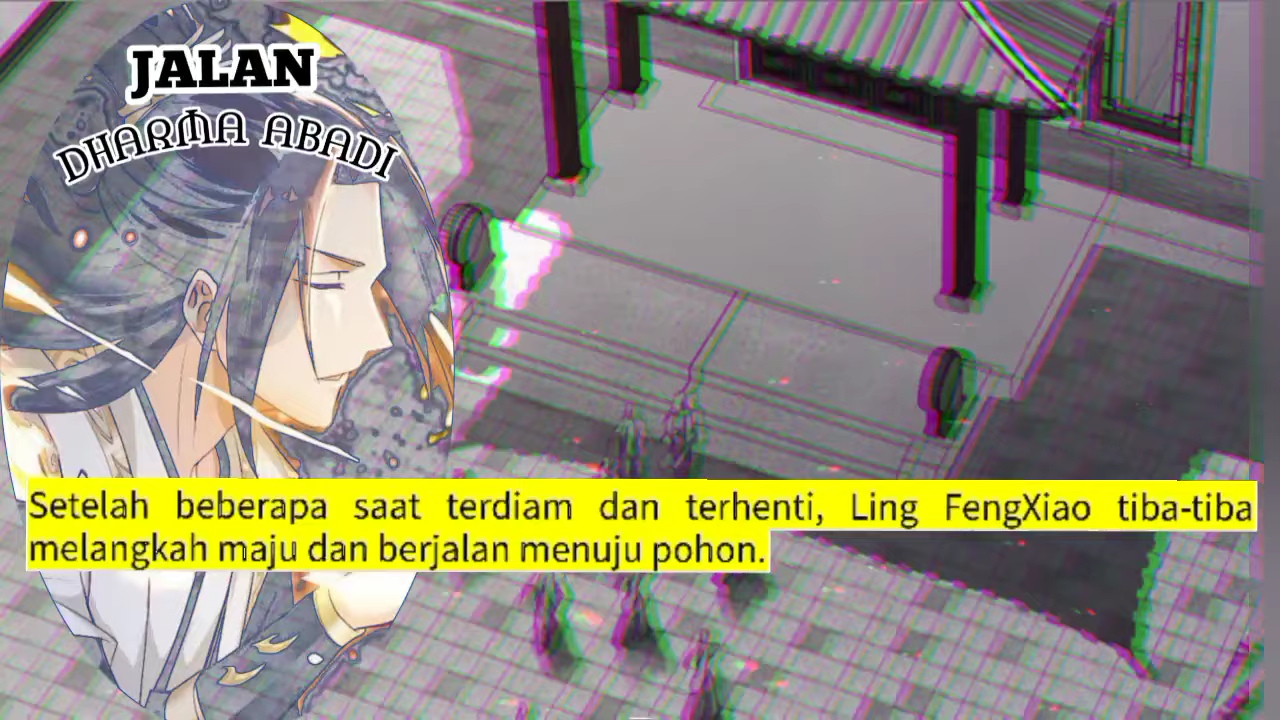 JALAN
DHARMA ABADI
Setelah beberapa saat terdiam dan terhenti, Ling FengXiao tiba-tiba
melangkah maju dan berjalan menuju pohon.